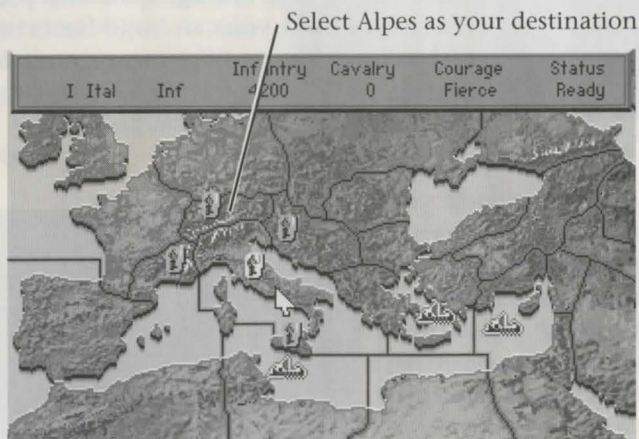 Select Alpes as your destination
Infantry Cavalry Courage Status
I Ital Inf 4200 0 Fierce Ready